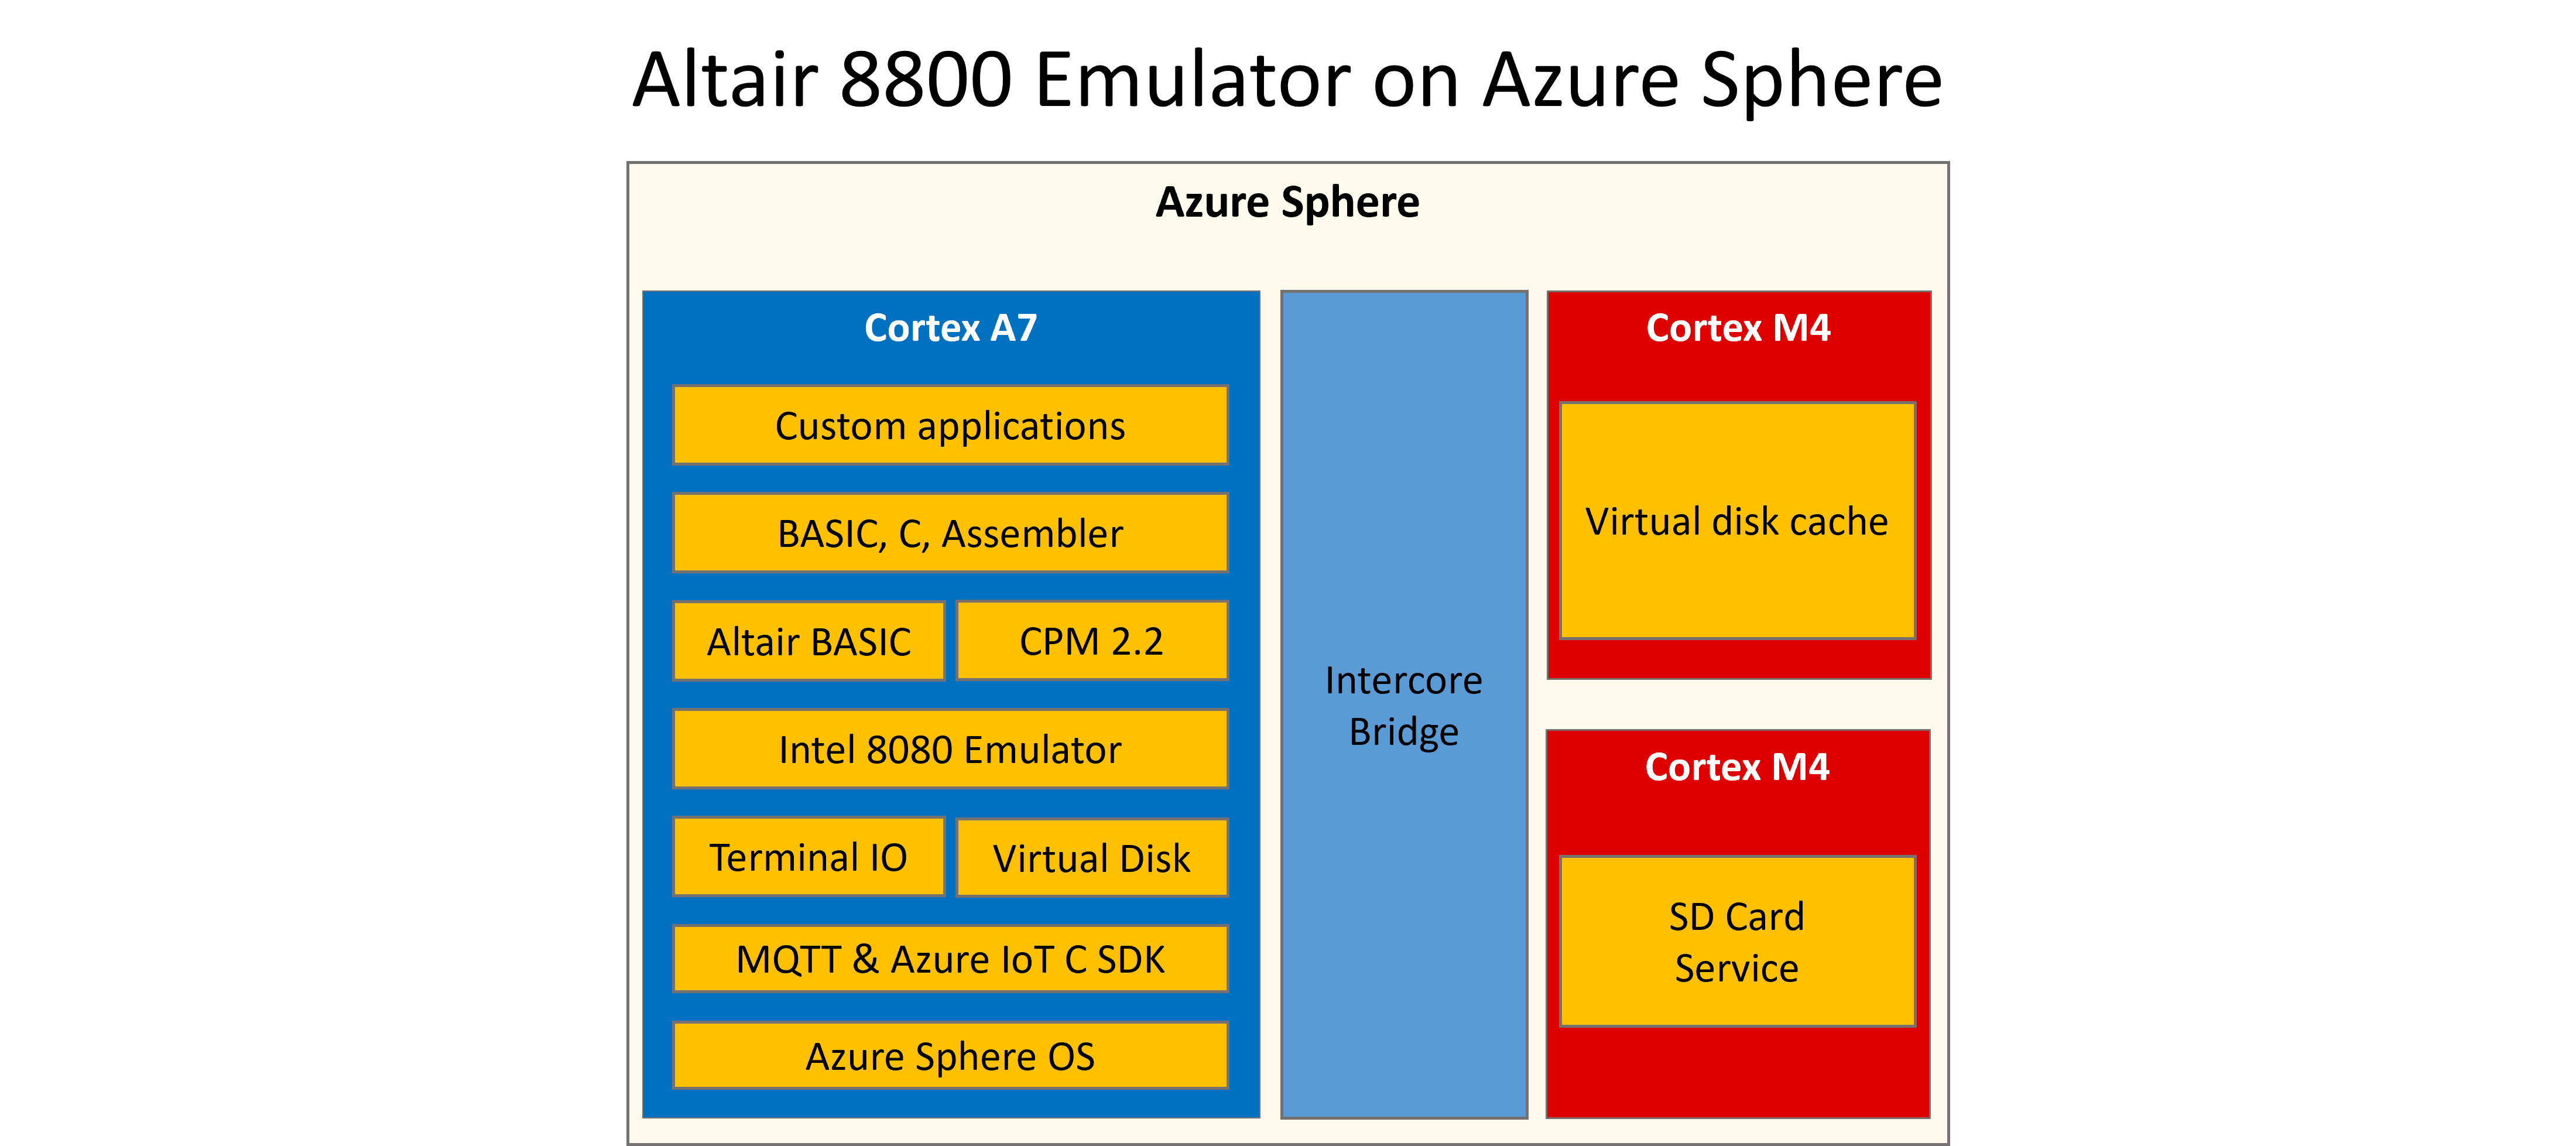 Altair 8800 Emulator on Azure Sphere
Azure Sphere
Cortex A7
Custom applications
BASIC, C, Assembler
Altair BASIC
CPM 2.2
Intel 8080 Emulator
Terminal IO
Virtual Disk
MQTT & Azure IoT C SDK
Azure Sphere OS
Intercore
Bridge
Cortex M4
Virtual disk cache
Cortex M4
SD Card
Service